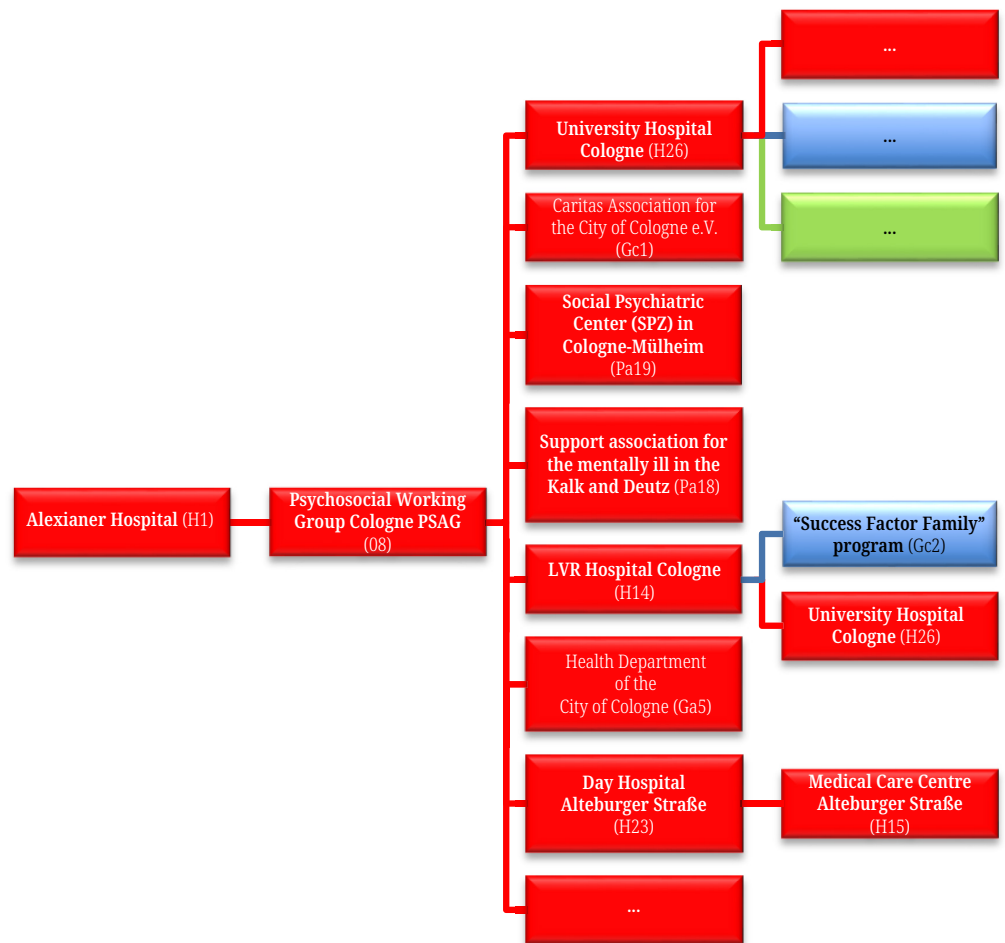 ...
University Hospital
Cologne (H26)
...
Caritas Association for
the City of Cologne e.V.
(Gc1)
...
Social Psychiatric
Center (SPZ) in
Cologne-Mülheim
(Pa19)
Support association for
the mentally ill in the
Kalk and Deutz (Pa18)
Alexianer Hospital (H1)
Psychosocial Working
Group Cologne PSAG
(08)
"Success Factor Family"
program (Gc2)
LVR Hospital Cologne
(H14)
University Hospital
Cologne (H26)
Health Department
of the
City of Cologne (Ga5)
Day Hospital
Alteburger Straße
(H23)
Medical Care Centre
Alteburger Straße
(H15)
...